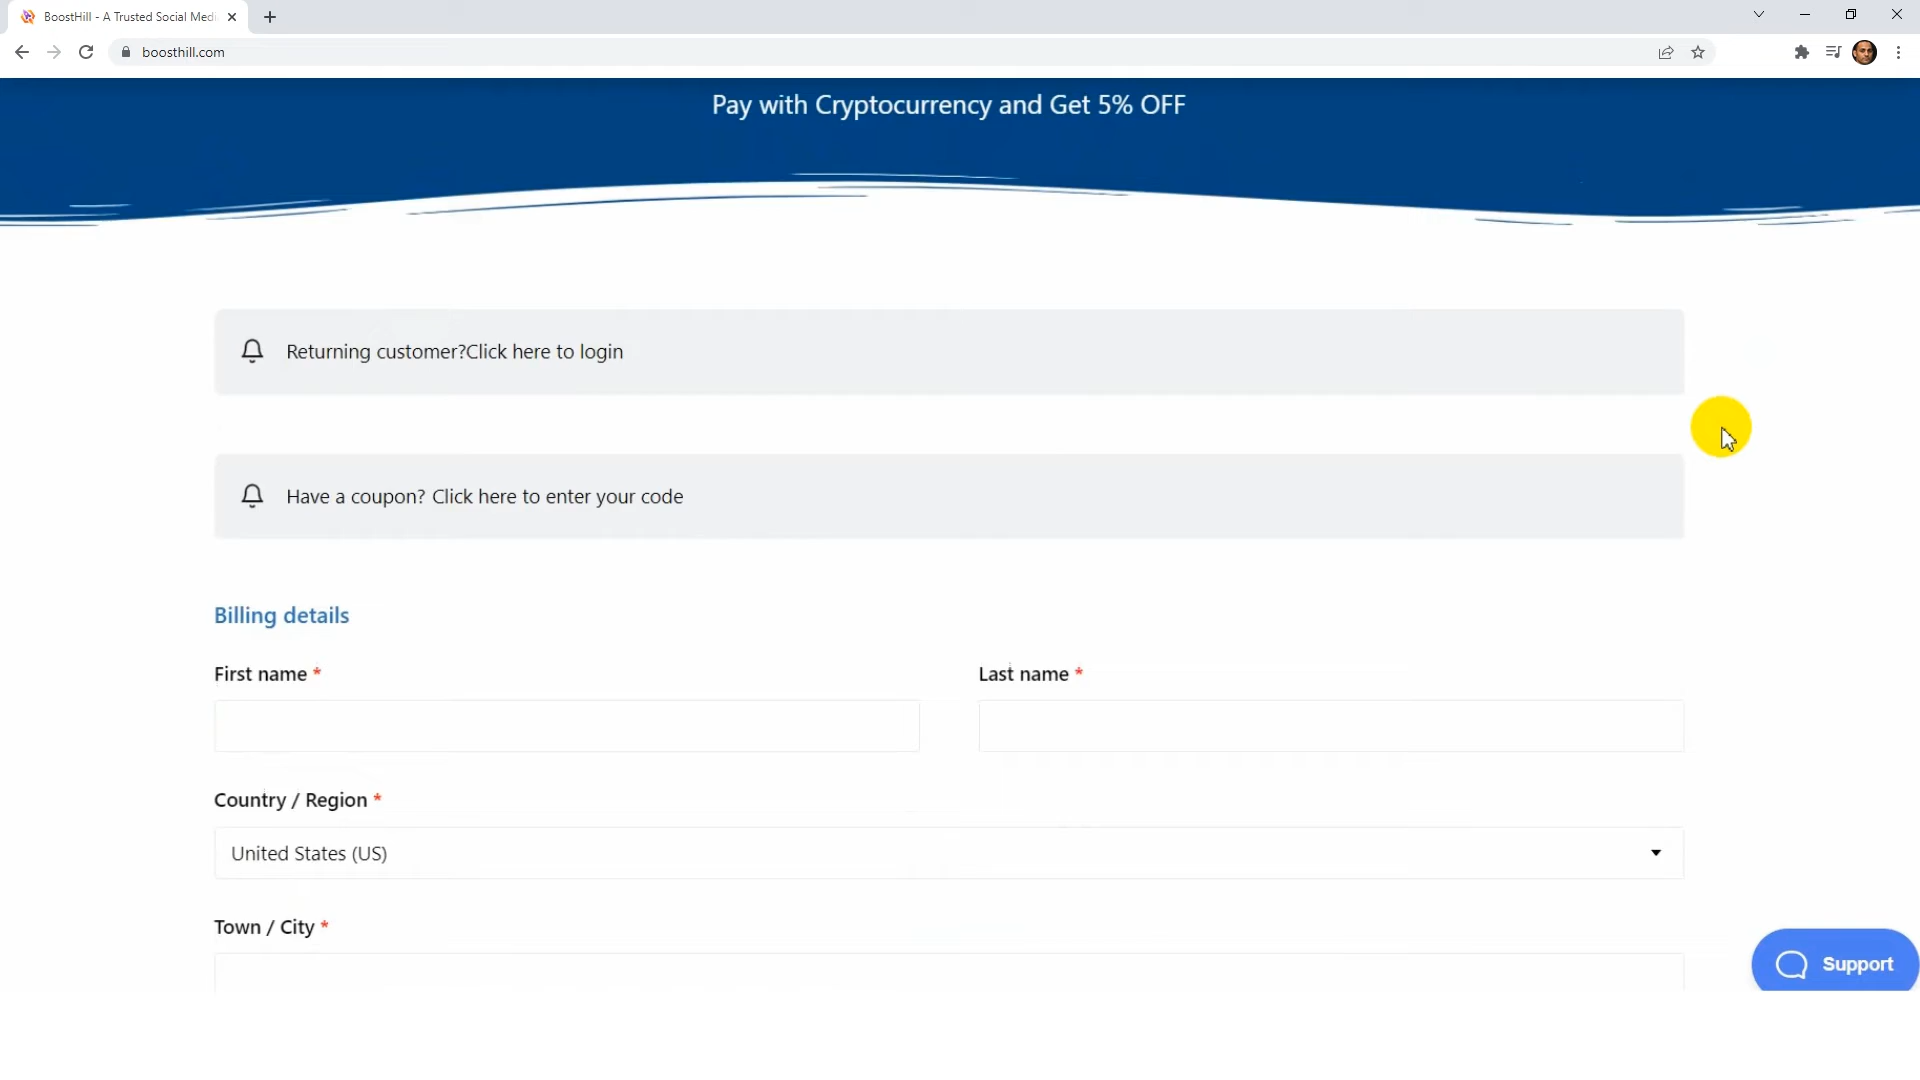 BoostHill - A Trusted Social Medi
boosthill.com
Pay with Cryptocurrency and Get 5% OFF
Returning customer?Click here to login
Have a coupon? Click here to enter your code
Billing details
First name *
Last name *
Country / Region *
United States (US)
Town / City *
Support